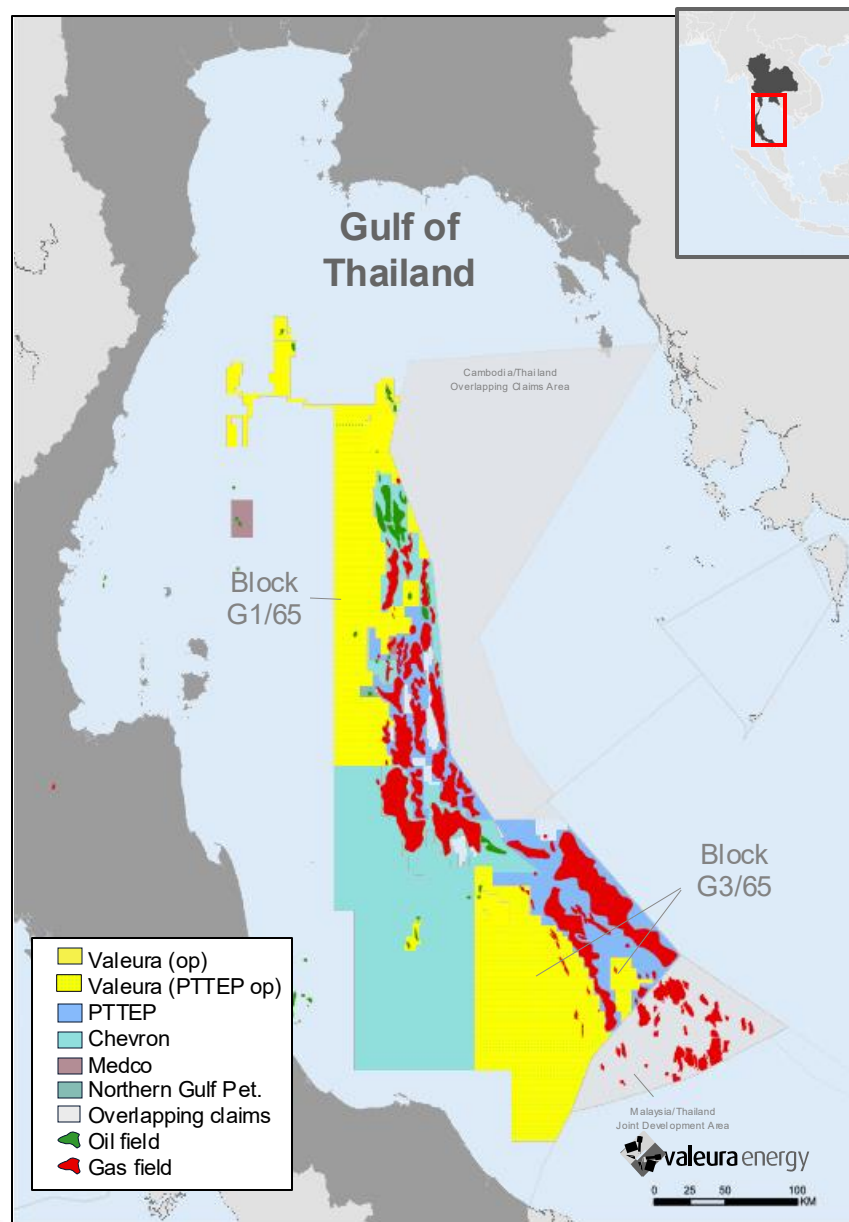 Gulf of
Thailand
Cambodia/Thailand
Overlapping Claims Area
Block
G1/65
Block
G3/65
Valeura (op)
Valeura (PTTEP op)
PTTEP
Chevron
Medco
Northern Gulf Pet.
Overlapping claims
Oil field
Gas field
Malaysia/Thailand
Joint Development Area
valeura energy
0 25 50 100
KM